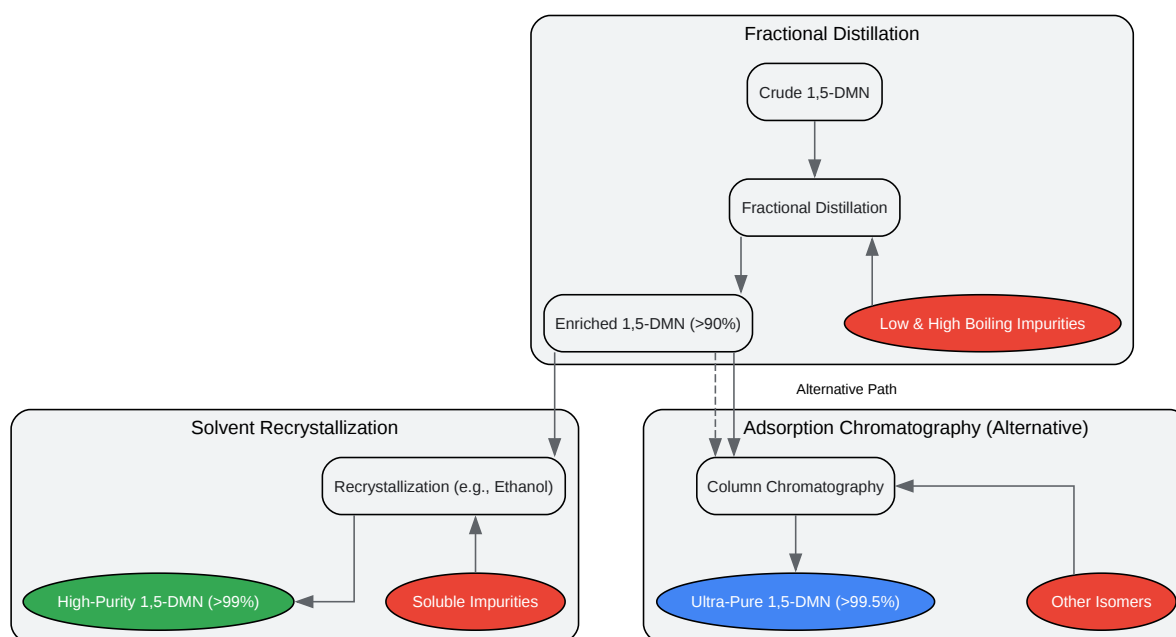 Fractional Distillation
Crude 1,5-DMN
Fractional Distillation
Enriched 1,5-DMN (>90%)
Low & High Boiling Impurities
Alternative Path
Solvent Recrystallization
Recrystallization (e.g., Ethanol)
High-Purity 1,5-DMN (>99%)
Soluble Impurities
Adsorption Chromatography (Alternative)
Column Chromatography
Ultra-Pure 1,5-DMN (>99.5%)
Other Isomers